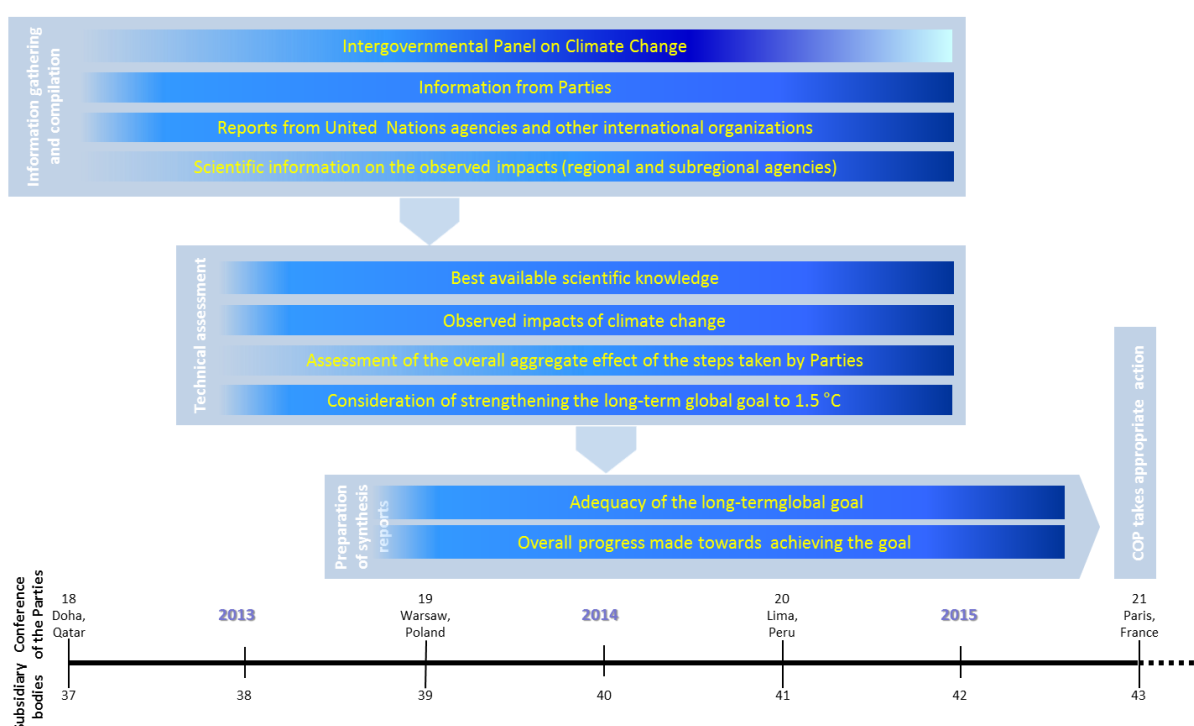 Information gathering
and compilation
Intergovernmental Panel on Climate Change
Information from Parties
Reports from United Nations agencies and other international organizations
Scientific information on the observed impacts (regional and subregional agencies)
Technical assessment
Best available scientific knowledge
Observed impacts of climate change
Assessment of the overall aggregate effect of the steps taken by Parties
Consideration of strengthening the long-term global goal to 1.5 °C
Preparation
of synthesis
reports
Adequacy of the long-termglobal goal
Overall progress made towards achieving the goal
COP takes appropriate action
Conference
of the Parties
18
Doha,
Qatar
2013
19
Warsaw,
Poland
2014
20
Lima,
Peru
2015
21
Paris,
France
Subsidiary
bodies
37
38
39
40
41
42
43